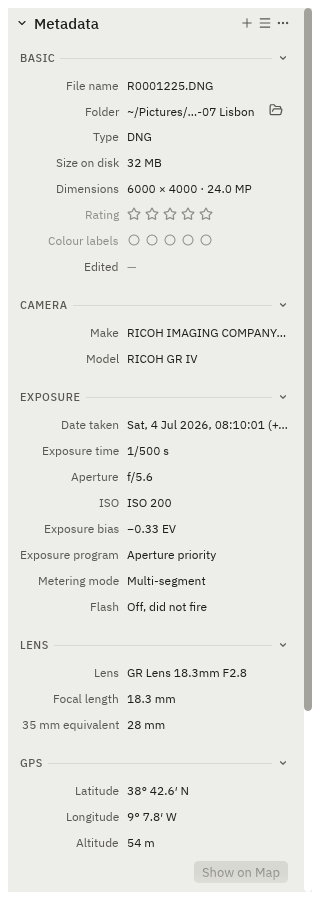 Metadata
BASIC
File name R0001225.DNG
Folder ~/Pictures/...-07 Lisbon
Type DNG
Size on disk 32 MB
Dimensions 6000 × 4000 · 24.0 MP
Rating
Colour labels
Edited —
CAMERA
Make RICOH IMAGING COMPANY...
Model RICOH GR IV
EXPOSURE
Date taken Sat, 4 Jul 2026, 08:10:01 (+...
Exposure time 1/500 s
Aperture f/5.6
ISO ISO 200
Exposure bias −0.33 EV
Exposure program Aperture priority
Metering mode Multi-segment
Flash Off, did not fire
LENS
Lens GR Lens 18.3mm F2.8
Focal length 18.3 mm
35 mm equivalent 28 mm
GPS
Latitude 38° 42.6′ N
Longitude 9° 7.8′ W
Altitude 54 m
Show on Map